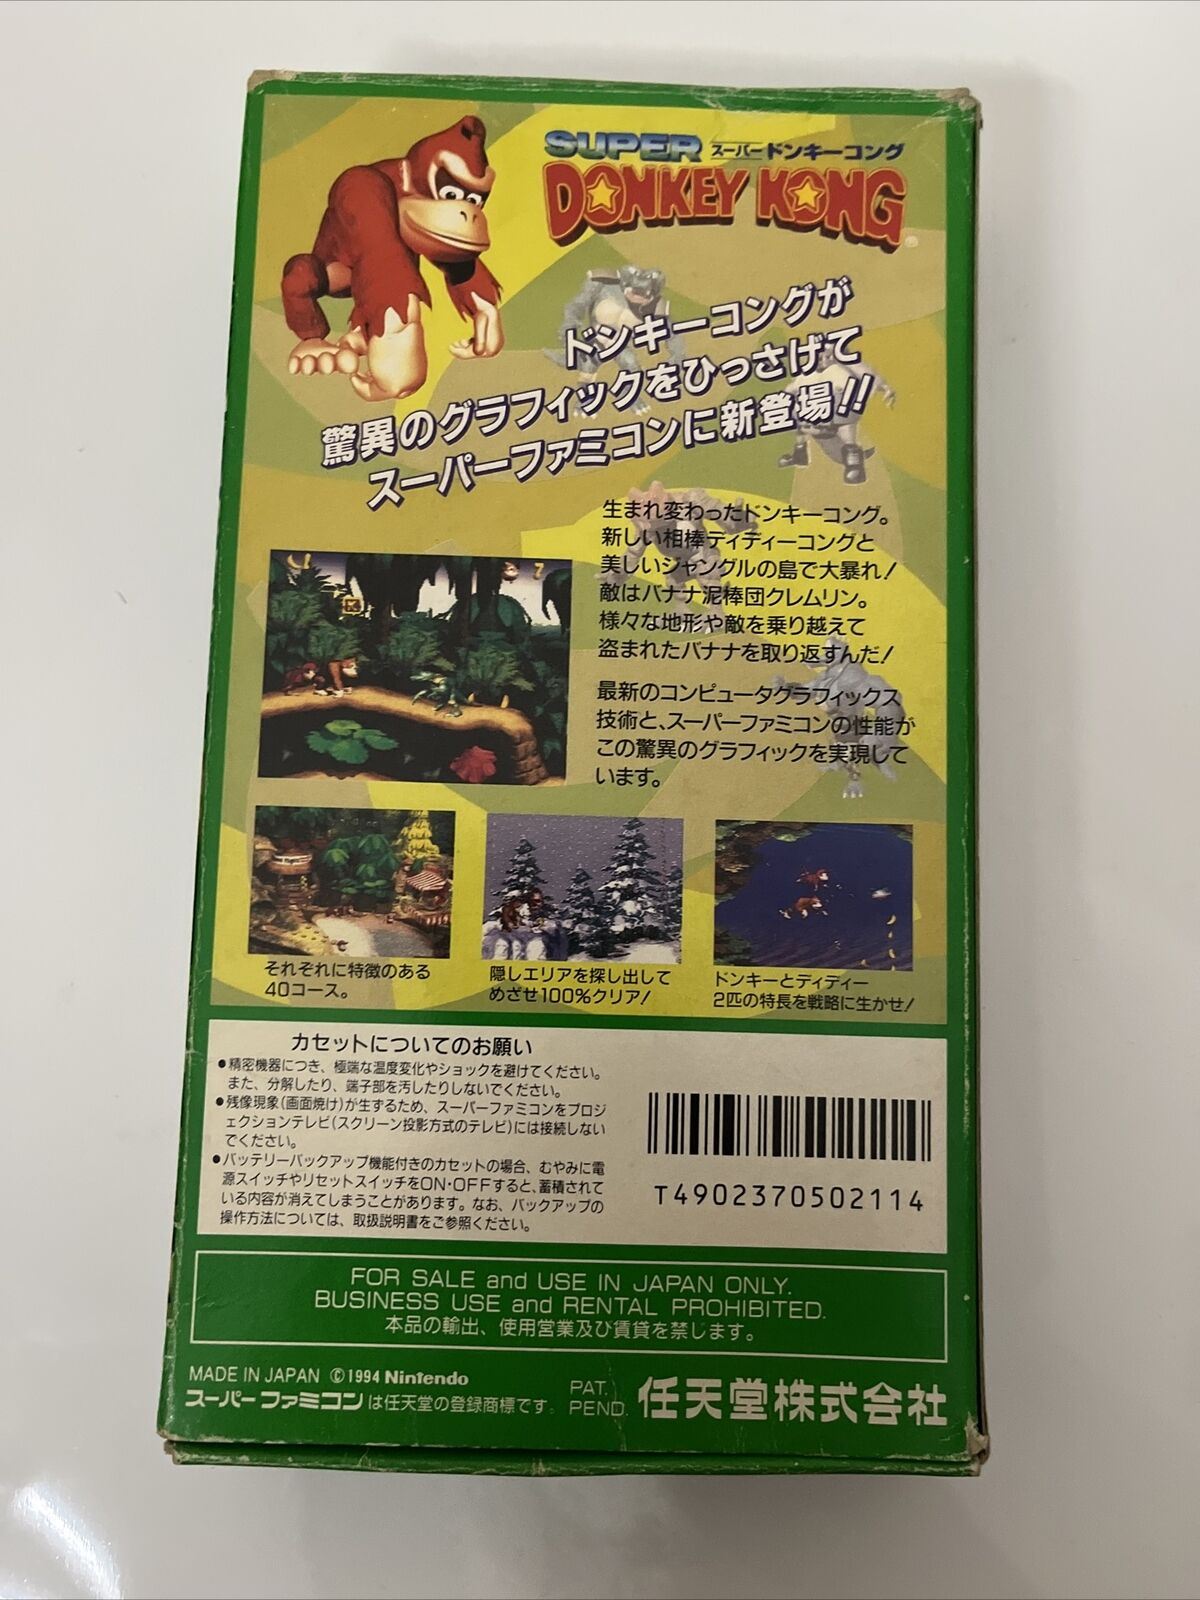 SUPER スーパードンキーコング
DONKEY KONG
ドンキーコングが
驚異のグラフィックをひっさげて
スーパーファミコンに新登場!!
生まれ変わったドンキーコング。
新しい相棒ディディーコングと
美しいジャングルの島で大暴れ!
敵はバナナ泥棒団クレムリン。
様々な地形や敵を乗り越えて
盗まれたバナナを取り返すんだ!
最新のコンピュータグラフィックス
技術と、スーパーファミコンの性能が
この驚異のグラフィックを実現して
います。
それぞれに特徴のある
40コース。
隠しエリアを探し出して
めざせ100%クリア!
ドンキーとディディー
2匹の特長を戦略に生かせ!
カセットについてのお願い
●精密機器につき、極端な温度変化やショックを避けてください。
また、分解したり、端子部を汚したりしないでください。
●残像現象(画面焼け)が生ずるため、スーパーファミコンをプロジ
ェクションテレビ(スクリーン投影方式のテレビ)には接続しない
でください。
●バッテリーバックアップ機能付きのカセットの場合、むやみに電
源スイッチやリセットスイッチをON・OFFすると、蓄積されて
いる内容が消えてしまうことがあります。なお、バックアップの
操作方法については、取扱説明書をご参照ください。
T4902370502114
FOR SALE and USE IN JAPAN ONLY.
BUSINESS USE and RENTAL PROHIBITED.
本品の輸出、使用営業及び賃貸を禁じます。
MADE IN JAPAN ©1994 Nintendo
スーパーファミコンは任天堂の登録商標です。
PAT.
PEND.
任天堂株式会社